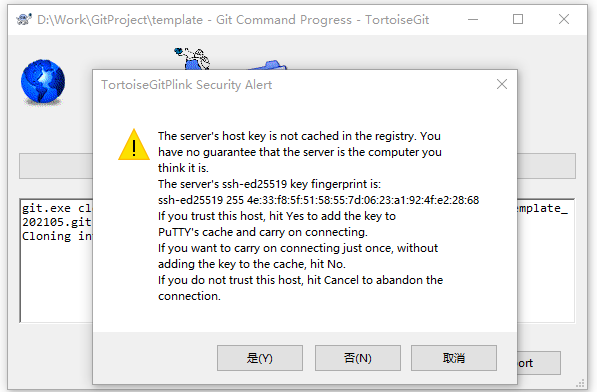 D:\Work\GitProject\template - Git Command Progress - TortoiseGit
TortoiseGitPlink Security Alert
The server's host key is not cached in the registry. You
have no guarantee that the server is the computer you
think it is.
The server's ssh-ed25519 key fingerprint is:
ssh-ed25519 255 4e:33:f8:5f:51:58:55:7d:06:23:a1:92:4f:e2:28:68
If you trust this host, hit Yes to add the key to
PuTTY's cache and carry on connecting.
If you want to carry on connecting just once, without
adding the key to the cache, hit No.
If you do not trust this host, hit Cancel to abandon the
connection.
git.exe clo
template_
202105.git
Cloning in
是(Y)
否(N)
取消
ort